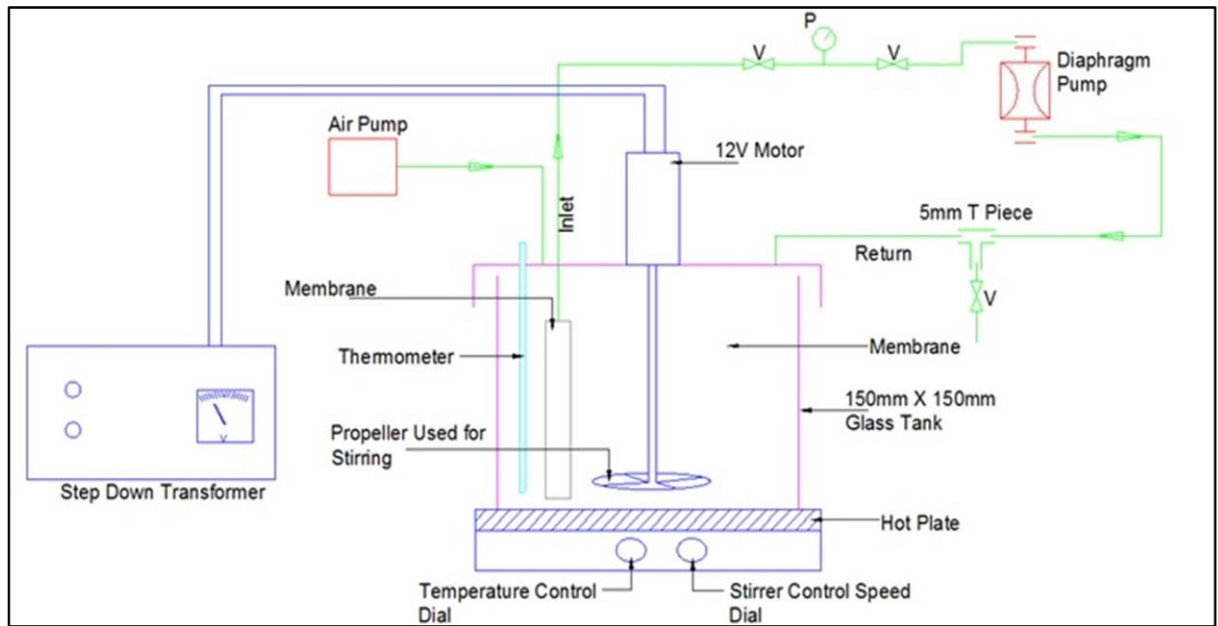 P
V
V
Diaphragm
Pump
Air Pump
12V Motor
Inlet
5mm T Piece
Return
V
Membrane
Thermometer
Membrane
150mm X 150mm
Glass Tank
V
Propeller Used for
Stirring
Step Down Transformer
Hot Plate
Temperature Control
Dial
Stirrer Control Speed
Dial